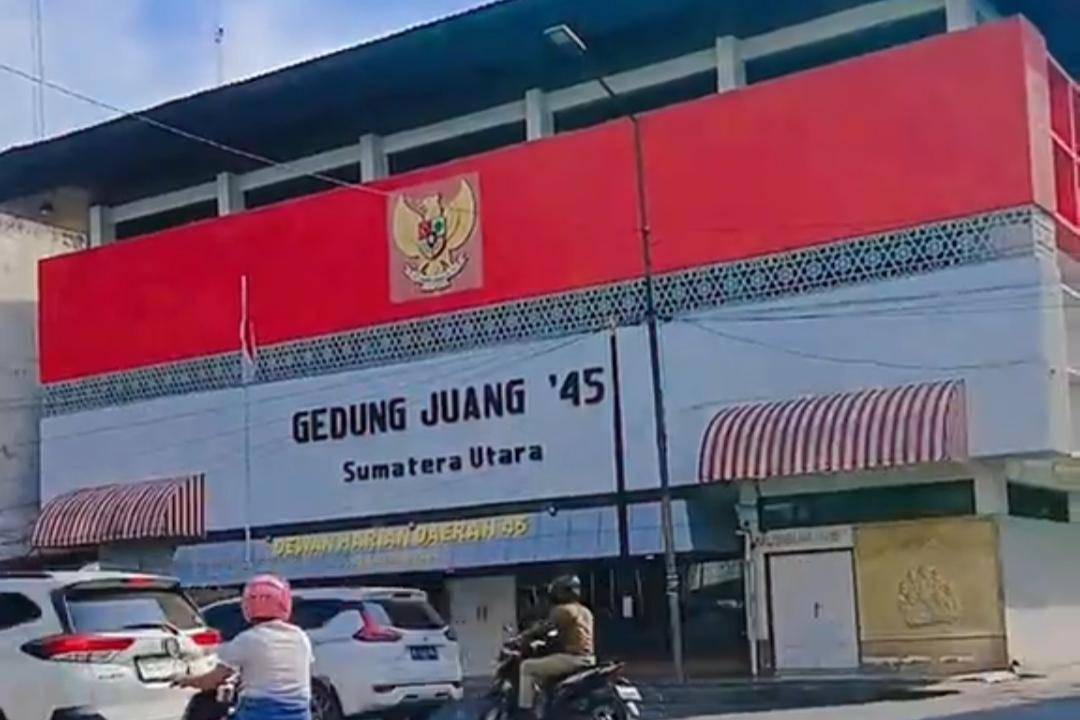 GEDUNG JUANG '45
Sumatera Utara
DEWAN HARIAN DAERAH 45